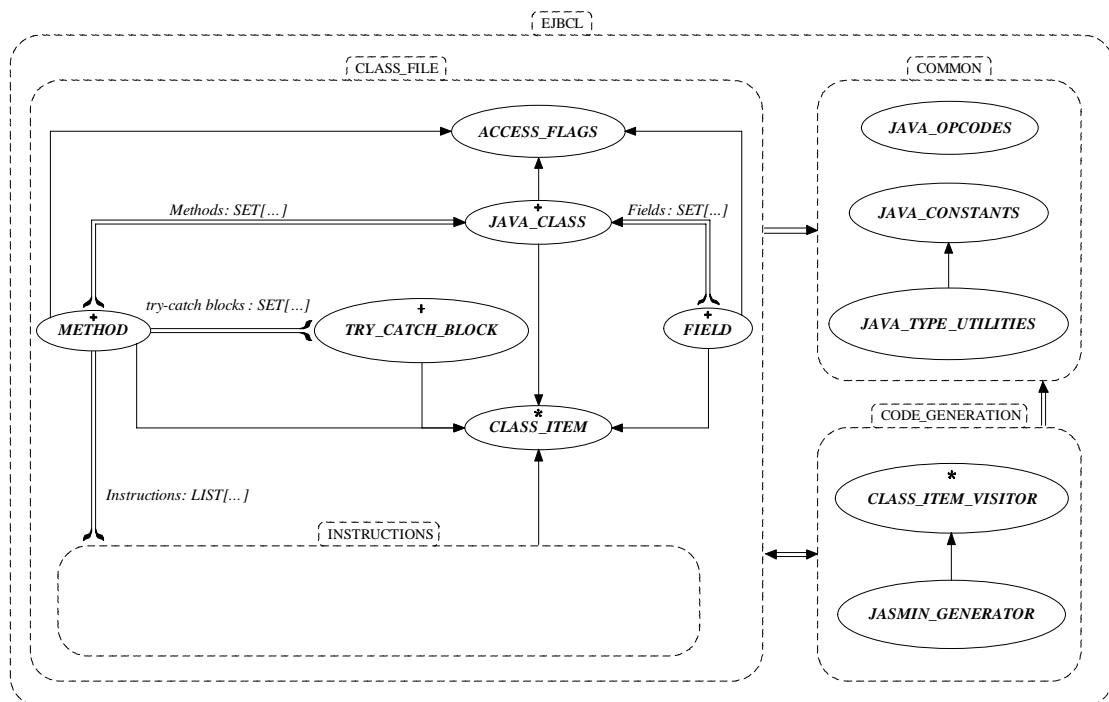 EJBCL
CLASS_FILE
COMMON
ACCESS_FLAGS
JAVA_OPCODES
Methods: SET[...]
+
JAVA_CLASS
Fields: SET[...]
JAVA_CONSTANTS
+
METHOD
try-catch blocks : SET[...]
+
TRY_CATCH_BLOCK
+
FIELD
JAVA_TYPE_UTILITIES
*
CLASS_ITEM
CODE_GENERATION
*
CLASS_ITEM_VISITOR
Instructions: LIST[...]
INSTRUCTIONS
JASMIN_GENERATOR